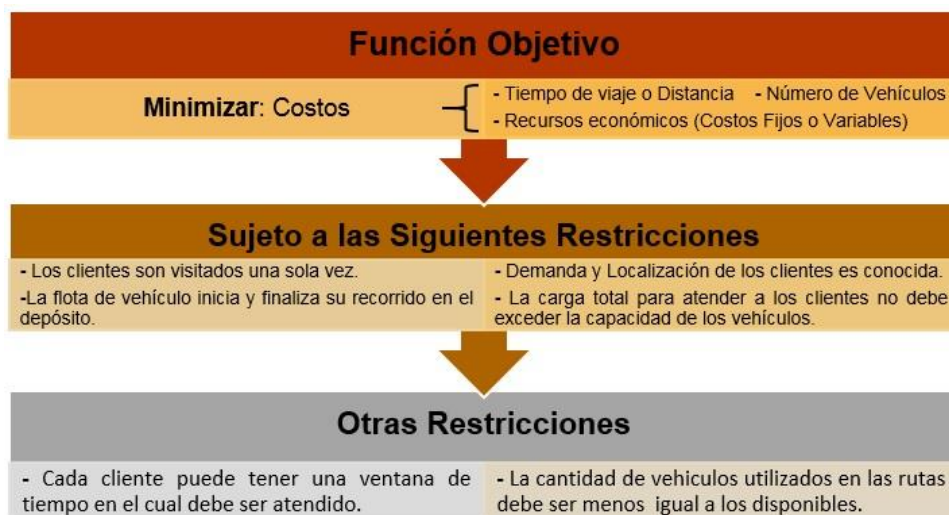 Función Objetivo
Minimizar: Costos
- Tiempo de viaje o Distancia - Número de Vehículos
- Recursos económicos (Costos Fijos o Variables)
Sujeto a las Siguientes Restricciones
- Los clientes son visitados una sola vez.
-La flota de vehículo inicia y finaliza su recorrido en el
depósito.
- Demanda y Localización de los clientes es conocida.
- La carga total para atender a los clientes no debe
exceder la capacidad de los vehículos.
Otras Restricciones
- Cada cliente puede tener una ventana de
tiempo en el cual debe ser atendido.
- La cantidad de vehiculos utilizados en las rutas
debe ser menos igual a los disponibles.